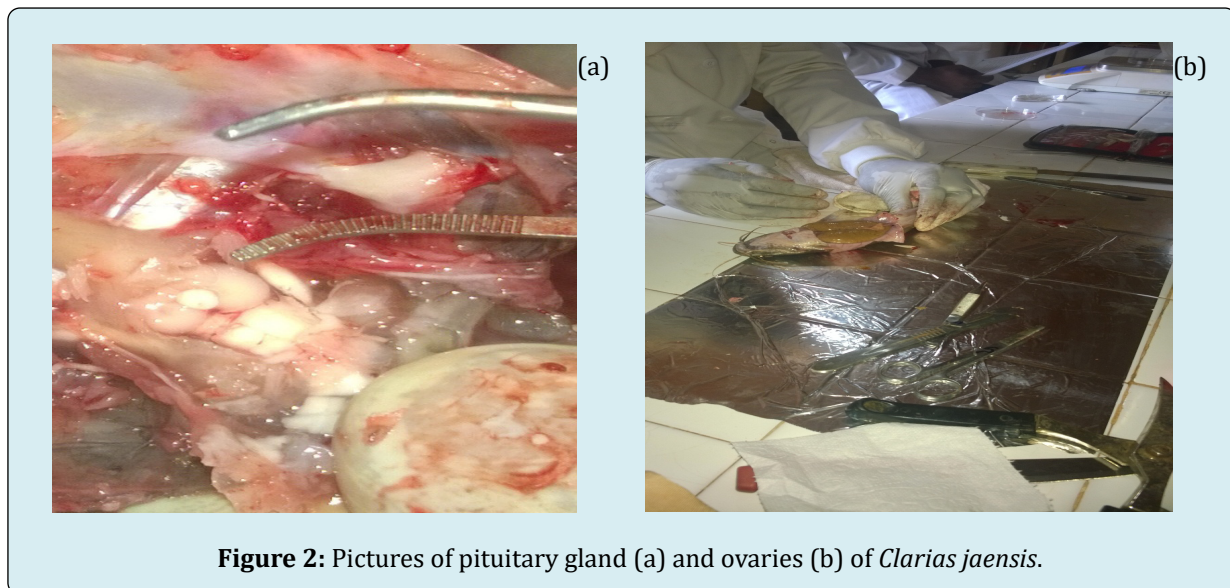 (a)
(b)
Figure 2: Pictures of pituitary gland (a) and ovaries (b) of Clarias jaensis.